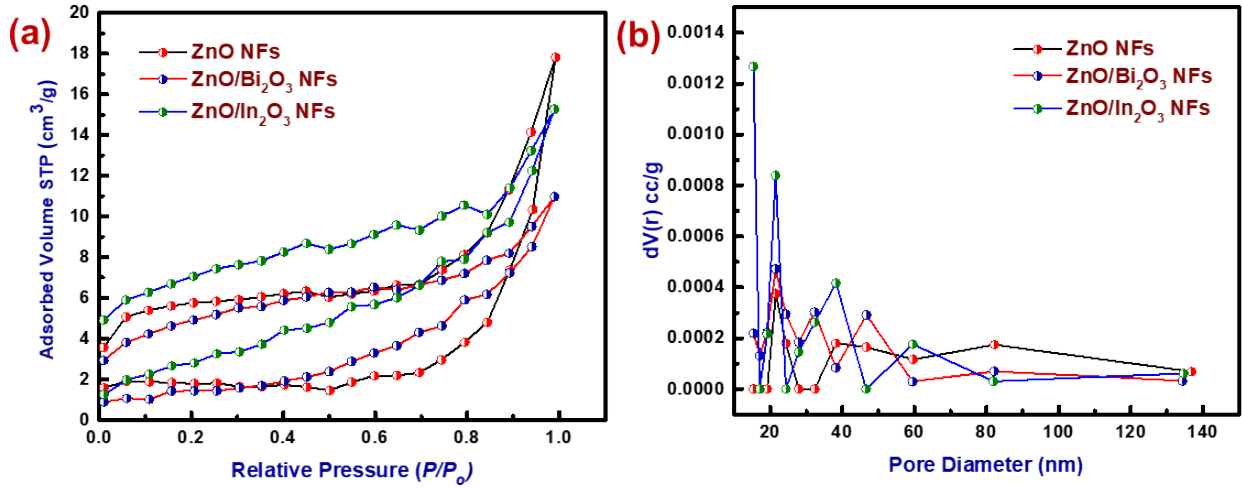 (a)
ZnO NFs
ZnO/Bi₂O₃ NFs
ZnO/In₂O₃ NFs
Adsorbed Volume STP (cm³/g)
20
18
16
14
12
10
8
6
4
2
0
0.0
0.2
0.4
0.6
0.8
1.0
Relative Pressure (P/Pₒ)
(b)
ZnO NFs
ZnO/Bi₂O₃ NFs
ZnO/In₂O₃ NFs
dV(r) cc/g
0.0014
0.0012
0.0010
0.0008
0.0006
0.0004
0.0002
0.0000
20
40
60
80
100
120
140
Pore Diameter (nm)